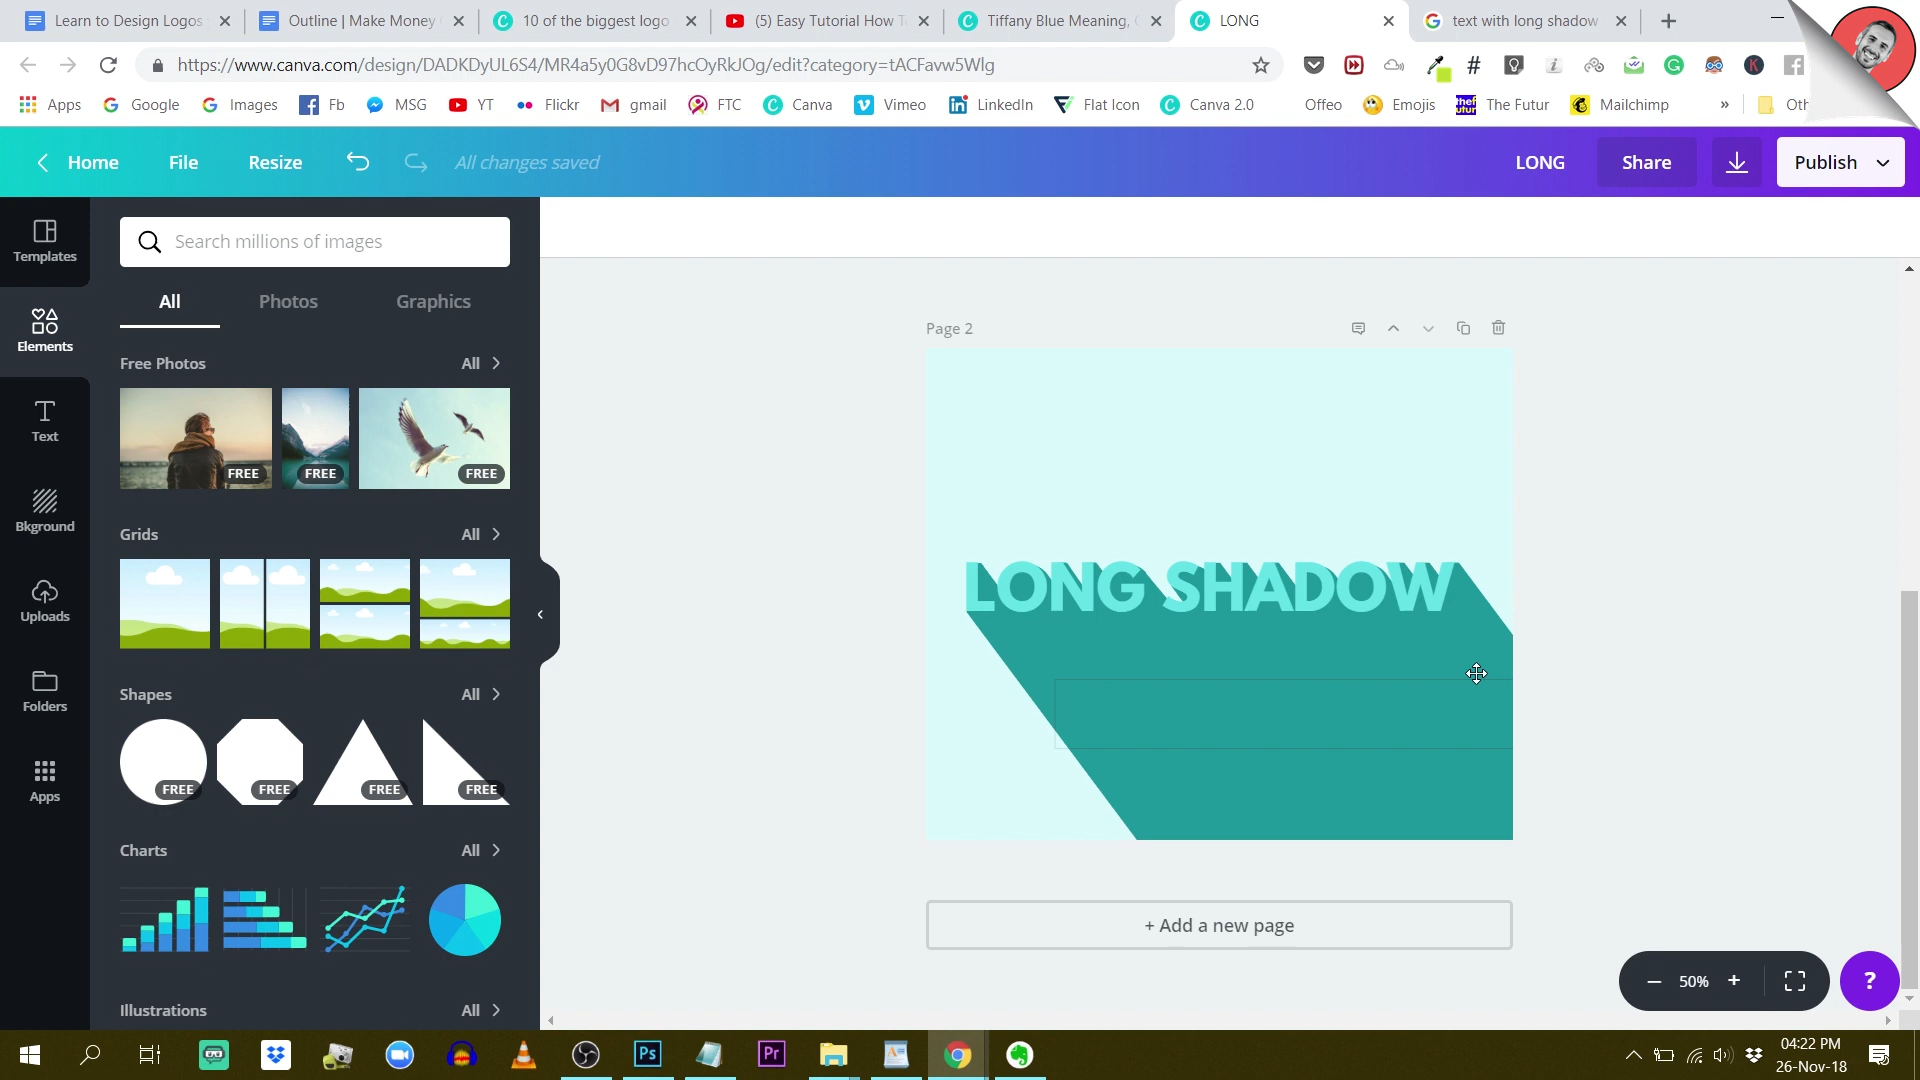 Learn to Design Logos
Outline | Make Money
10 of the biggest logo
(5) Easy Tutorial How T
Tiffany Blue Meaning,
LONG
text with long shadow
https://www.canva.com/design/DADKDyUL6S4/MR4a5y0G8vD97hcOyRkJOg/edit?category=tACFavw5Wlg
Apps Google Images Fb MSG YT Flickr gmail FTC Canva Vimeo LinkedIn Flat Icon Canva 2.0 Offeo Emojis The Futur Mailchimp » Oth
Home File Resize All changes saved LONG Share Publish
Templates
Elements
Text
Bkground
Uploads
Folders
Apps
Search millions of images
All Photos Graphics
Free Photos All
FREE FREE FREE
Grids All
Shapes All
FREE FREE FREE FREE
Charts All
Illustrations All
Page 2
LONG SHADOW
+ Add a new page
– 50% + ?
Ps Pr
04:22 PM
26-Nov-18